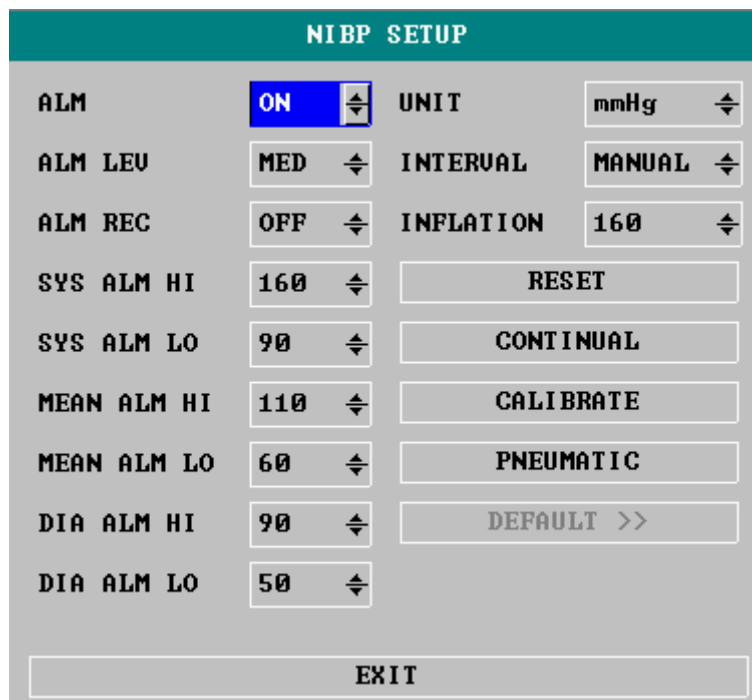 NIBP SETUP
ALM ON UNIT mmHg
ALM LEV MED INTERVAL MANUAL
ALM REC OFF INFLATION 160
SYS ALM HI 160 RESET
SYS ALM LO 90 CONTINUAL
MEAN ALM HI 110 CALIBRATE
MEAN ALM LO 60 PNEUMATIC
DIA ALM HI 90 DEFAULT >>
DIA ALM LO 50
EXIT